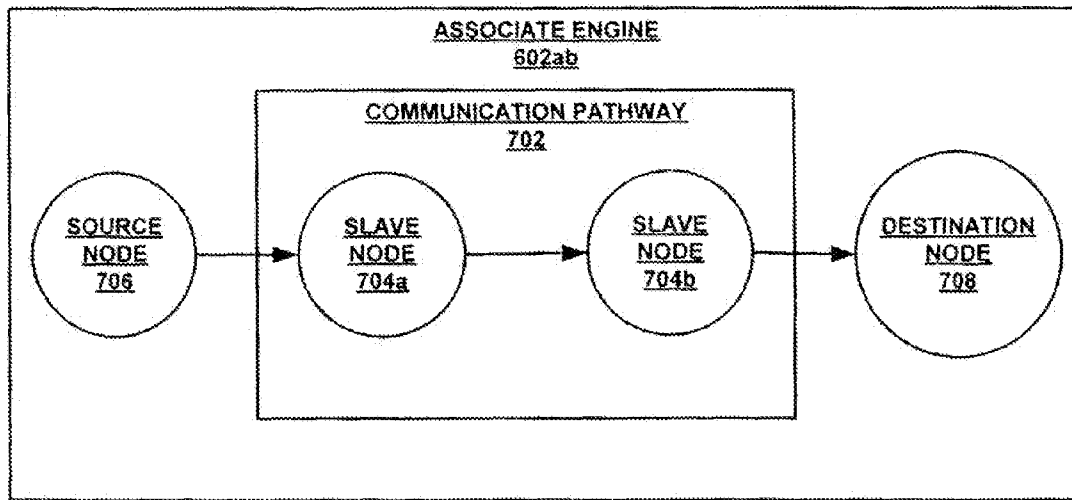 ASSOCIATE ENGINE
602ab
COMMUNICATION PATHWAY
702
SOURCE
NODE
706
SLAVE
NODE
704a
SLAVE
NODE
704b
DESTINATION
NODE
708